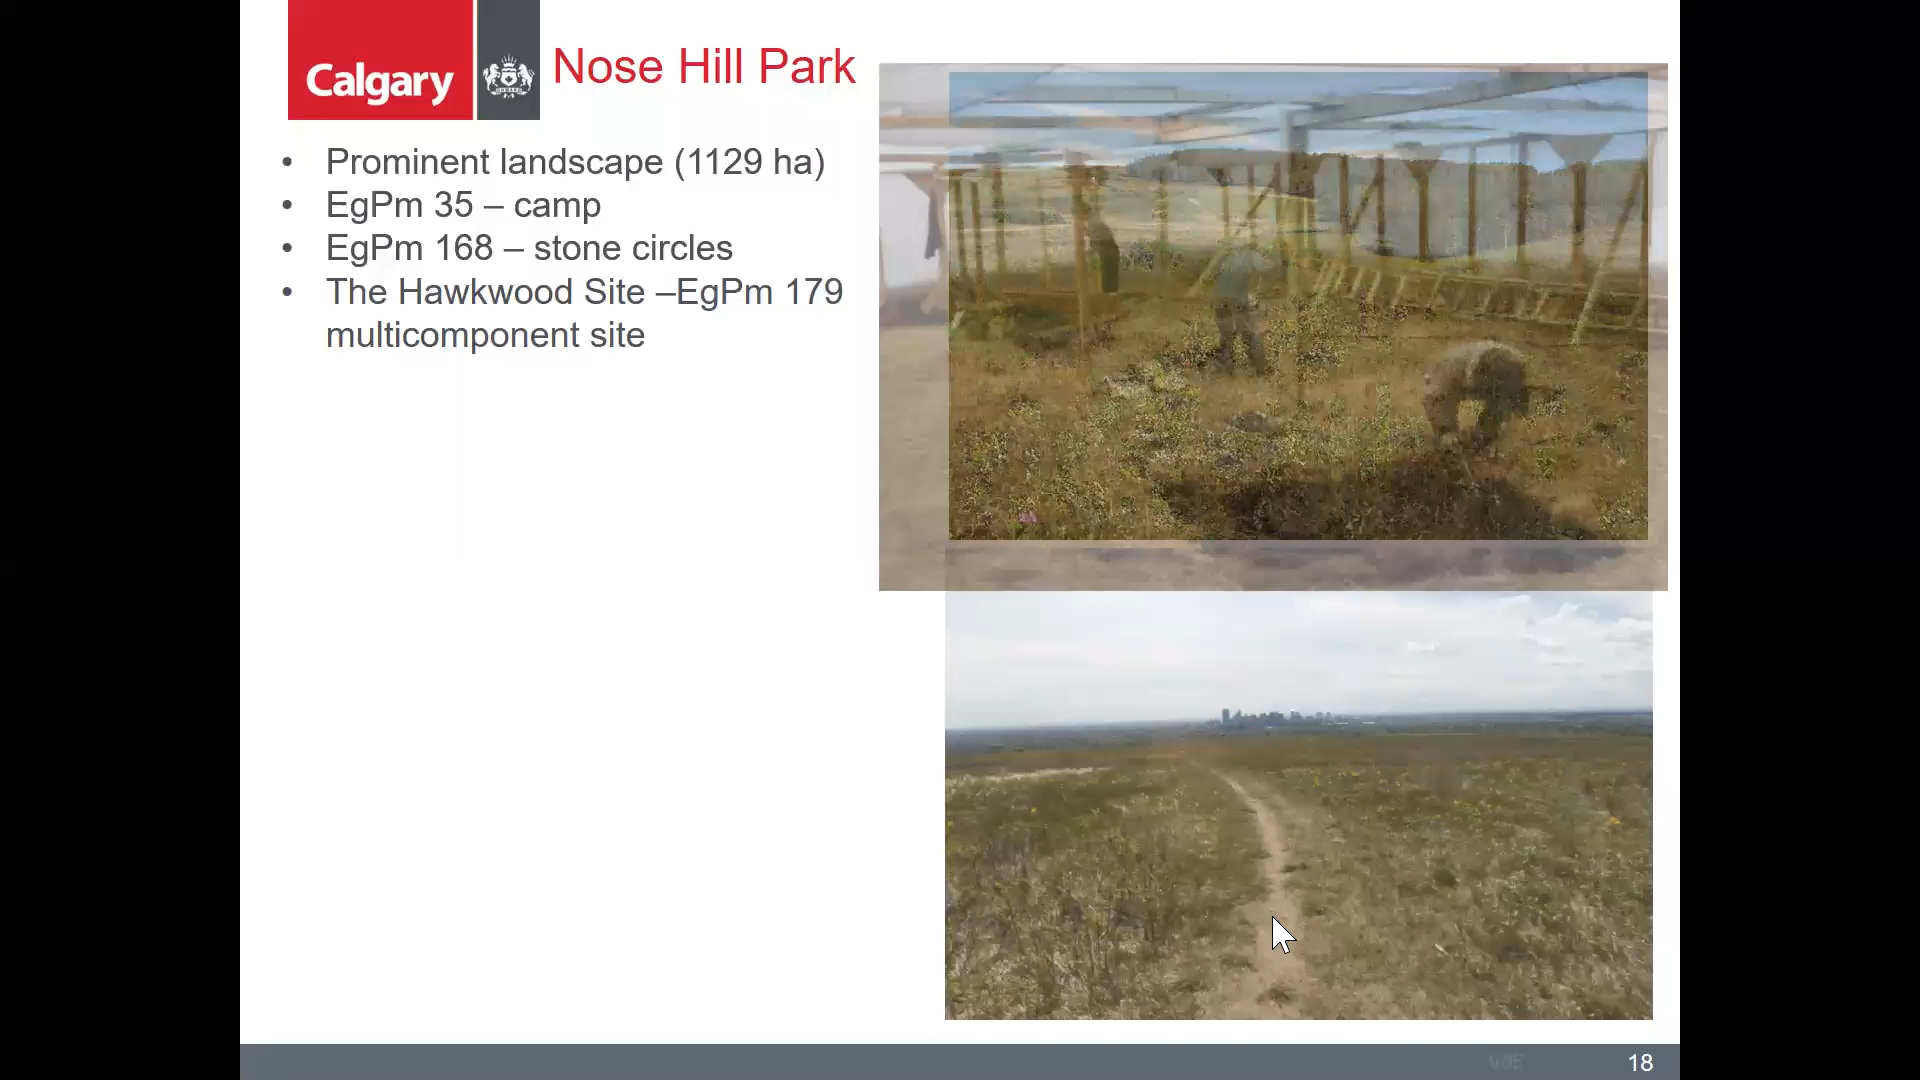 Calgary
Nose Hill Park
• Prominent landscape (1129 ha)
• EgPm 35 – camp
• EgPm 168 – stone circles
• The Hawkwood Site –EgPm 179
multicomponent site
18